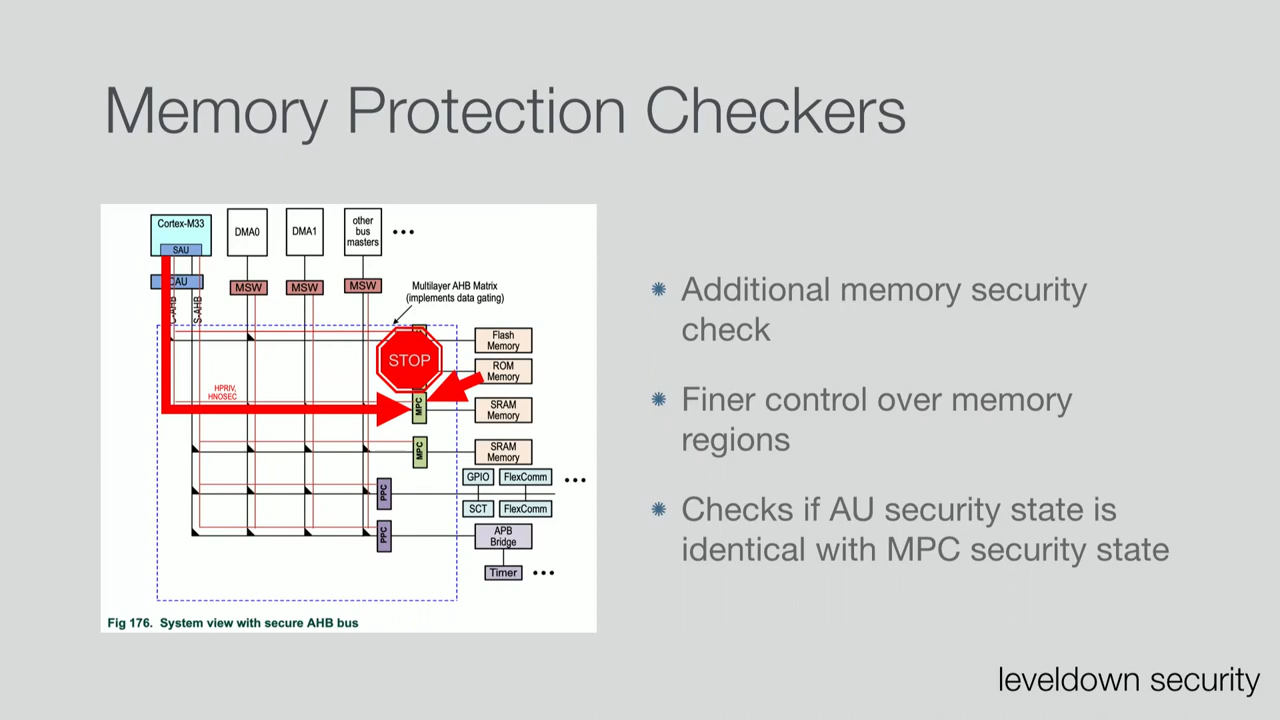 Memory Protection Checkers
Cortex-M33
SAU
DMA0
DMA1
other
bus
masters
MSW
MSW
MSW
S-AHB
Multilayer AHB Matrix
(implements data gating)
STOP
Flash
Memory
ROM
Memory
HPRIV,
HNOSEC
MPC
SRAM
Memory
MPC
SRAM
Memory
GPIO
FlexComm
PPC
SCT
FlexComm
PPC
APB
Bridge
Timer
Fig 176. System view with secure AHB bus
Additional memory security
check
Finer control over memory
regions
Checks if AU security state is
identical with MPC security state
leveldown security